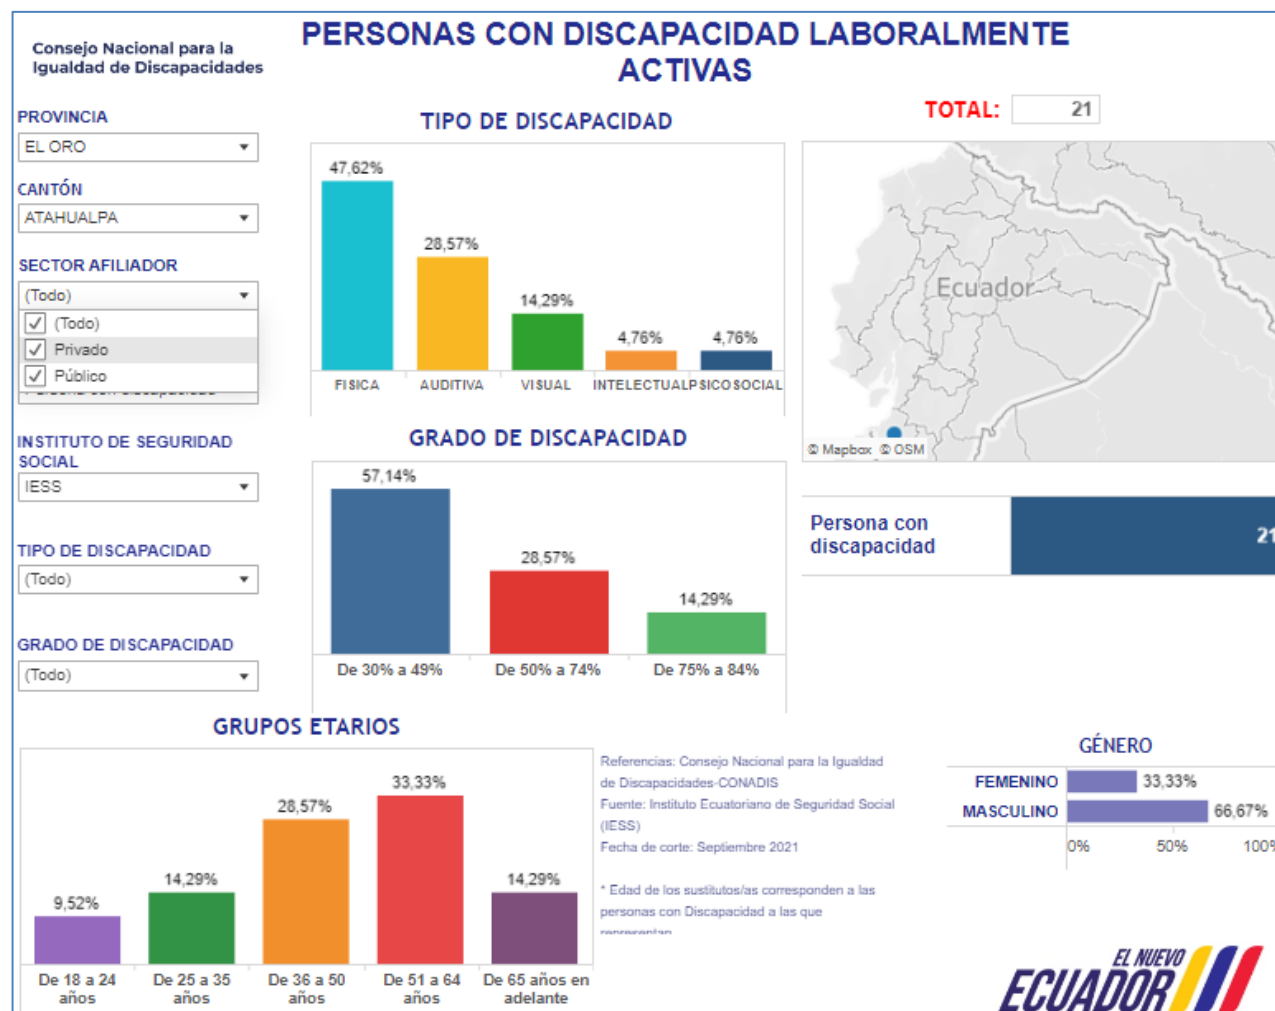 Consejo Nacional para la
Igualdad de Discapacidades
PERSONAS CON DISCAPACIDAD LABORALMENTE
ACTIVAS
TOTAL: 21
PROVINCIA
EL ORO
CANTÓN
ATAHUALPA
SECTOR AFILIADOR
(Todo)
(Todo)
Privado
Público
INSTITUTO DE SEGURIDAD
SOCIAL
IESS
TIPO DE DISCAPACIDAD
(Todo)
GRADO DE DISCAPACIDAD
(Todo)
TIPO DE DISCAPACIDAD
47,62%
28,57%
14,29%
4,76%
4,76%
FISICA
AUDITIVA
VISUAL
INTELECTUAL
PSICOSOCIAL
Ecuador
© Mapbox © OSM
GRADO DE DISCAPACIDAD
57,14%
28,57%
14,29%
De 30% a 49%
De 50% a 74%
De 75% a 84%
Persona con
discapacidad
21
GRUPOS ETARIOS
9,52%
14,29%
28,57%
33,33%
14,29%
De 18 a 24
años
De 25 a 35
años
De 36 a 50
años
De 51 a 64
años
De 65 años en
adelante
Referencias: Consejo Nacional para la Igualdad
de Discapacidades-CONADIS
Fuente: Instituto Ecuatoriano de Seguridad Social
(IESS)
Fecha de corte: Septiembre 2021
* Edad de los sustitutos/as corresponden a las
personas con Discapacidad a las que
GÉNERO
FEMENINO 33,33%
MASCULINO 66,67%
0% 50% 100%
EL NUEVO
ECUADOR